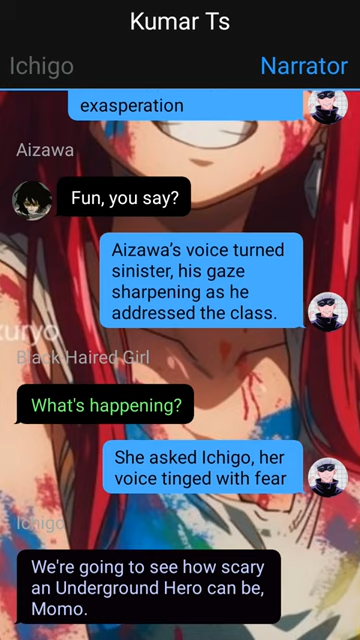 Kumar Ts
Ichigo
Narrator
exasperation
Aizawa
Fun, you say?
Aizawa's voice turned
sinister, his gaze
sharpening as he
addressed the class.
kuryo
Black Haired Girl
What's happening?
She asked Ichigo, her
voice tinged with fear
Ichigo
We're going to see how scary
an Underground Hero can be,
Momo.